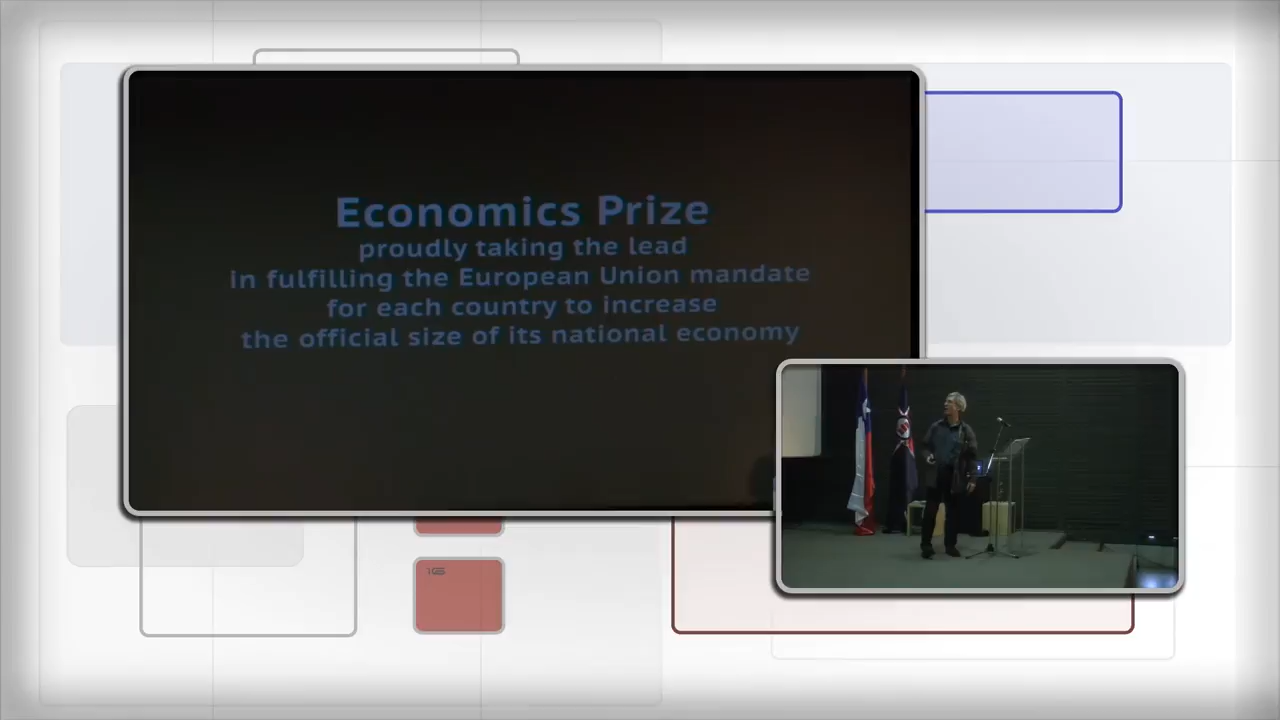 Economics Prize
proudly taking the lead
in fulfilling the European Union mandate
for each country to increase
the official size of its national economy